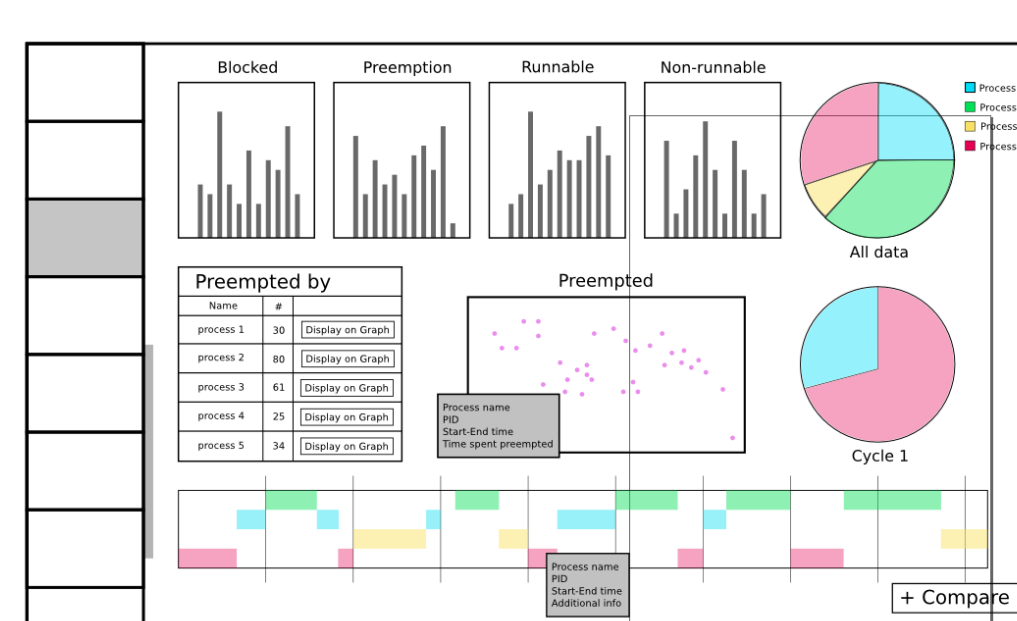 Blocked
Preemption
Runnable
Non-runnable
Process
Process
Process
Process
All data
Preempted by
Name #
process 1 30 Display on Graph
process 2 80 Display on Graph
process 3 61 Display on Graph
process 4 25 Display on Graph
process 5 34 Display on Graph
Preempted
Process name
PID
Start-End time
Time spent preempted
Cycle 1
Process name
PID
Start-End time
Additional info
+ Compare